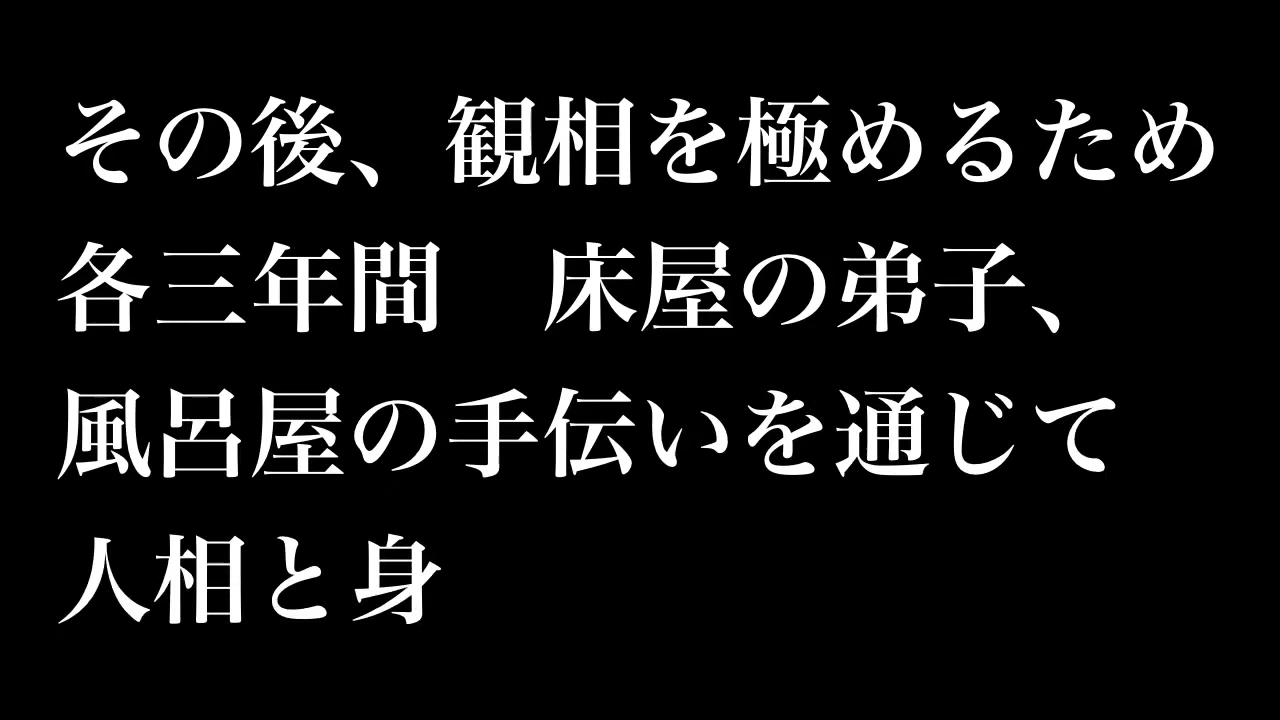 その後、観相を極めるため
各三年間　床屋の弟子、
風呂屋の手伝いを通じて
人相と身